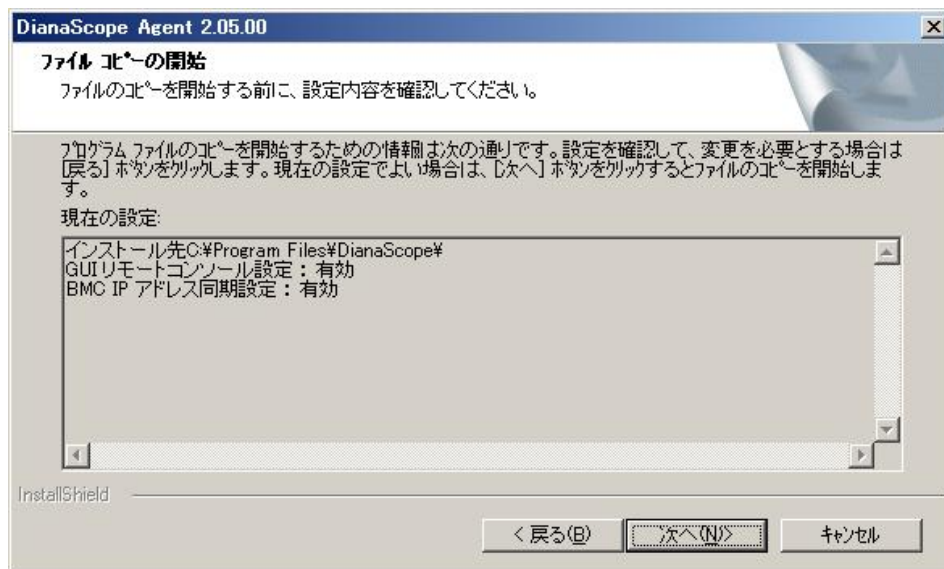 DianaScope Agent 2.05.00
ファイル コピーの開始
ファイルのコピーを開始する前に、設定内容を確認してください。
プログラム ファイルのコピーを開始するための情報は次の通りです。設定を確認して、変更を必要とする場合は
[戻る] ボタンをクリックします。現在の設定でよい場合は、[次へ] ボタンをクリックするとファイルのコピーを開始しま
す。
現在の設定:
インストール先C:¥Program Files¥DianaScope¥
GUIリモートコンソール設定：有効
BMC IP アドレス同期設定：有効
InstallShield
< 戻る(B)
次へ(N)>
キャンセル